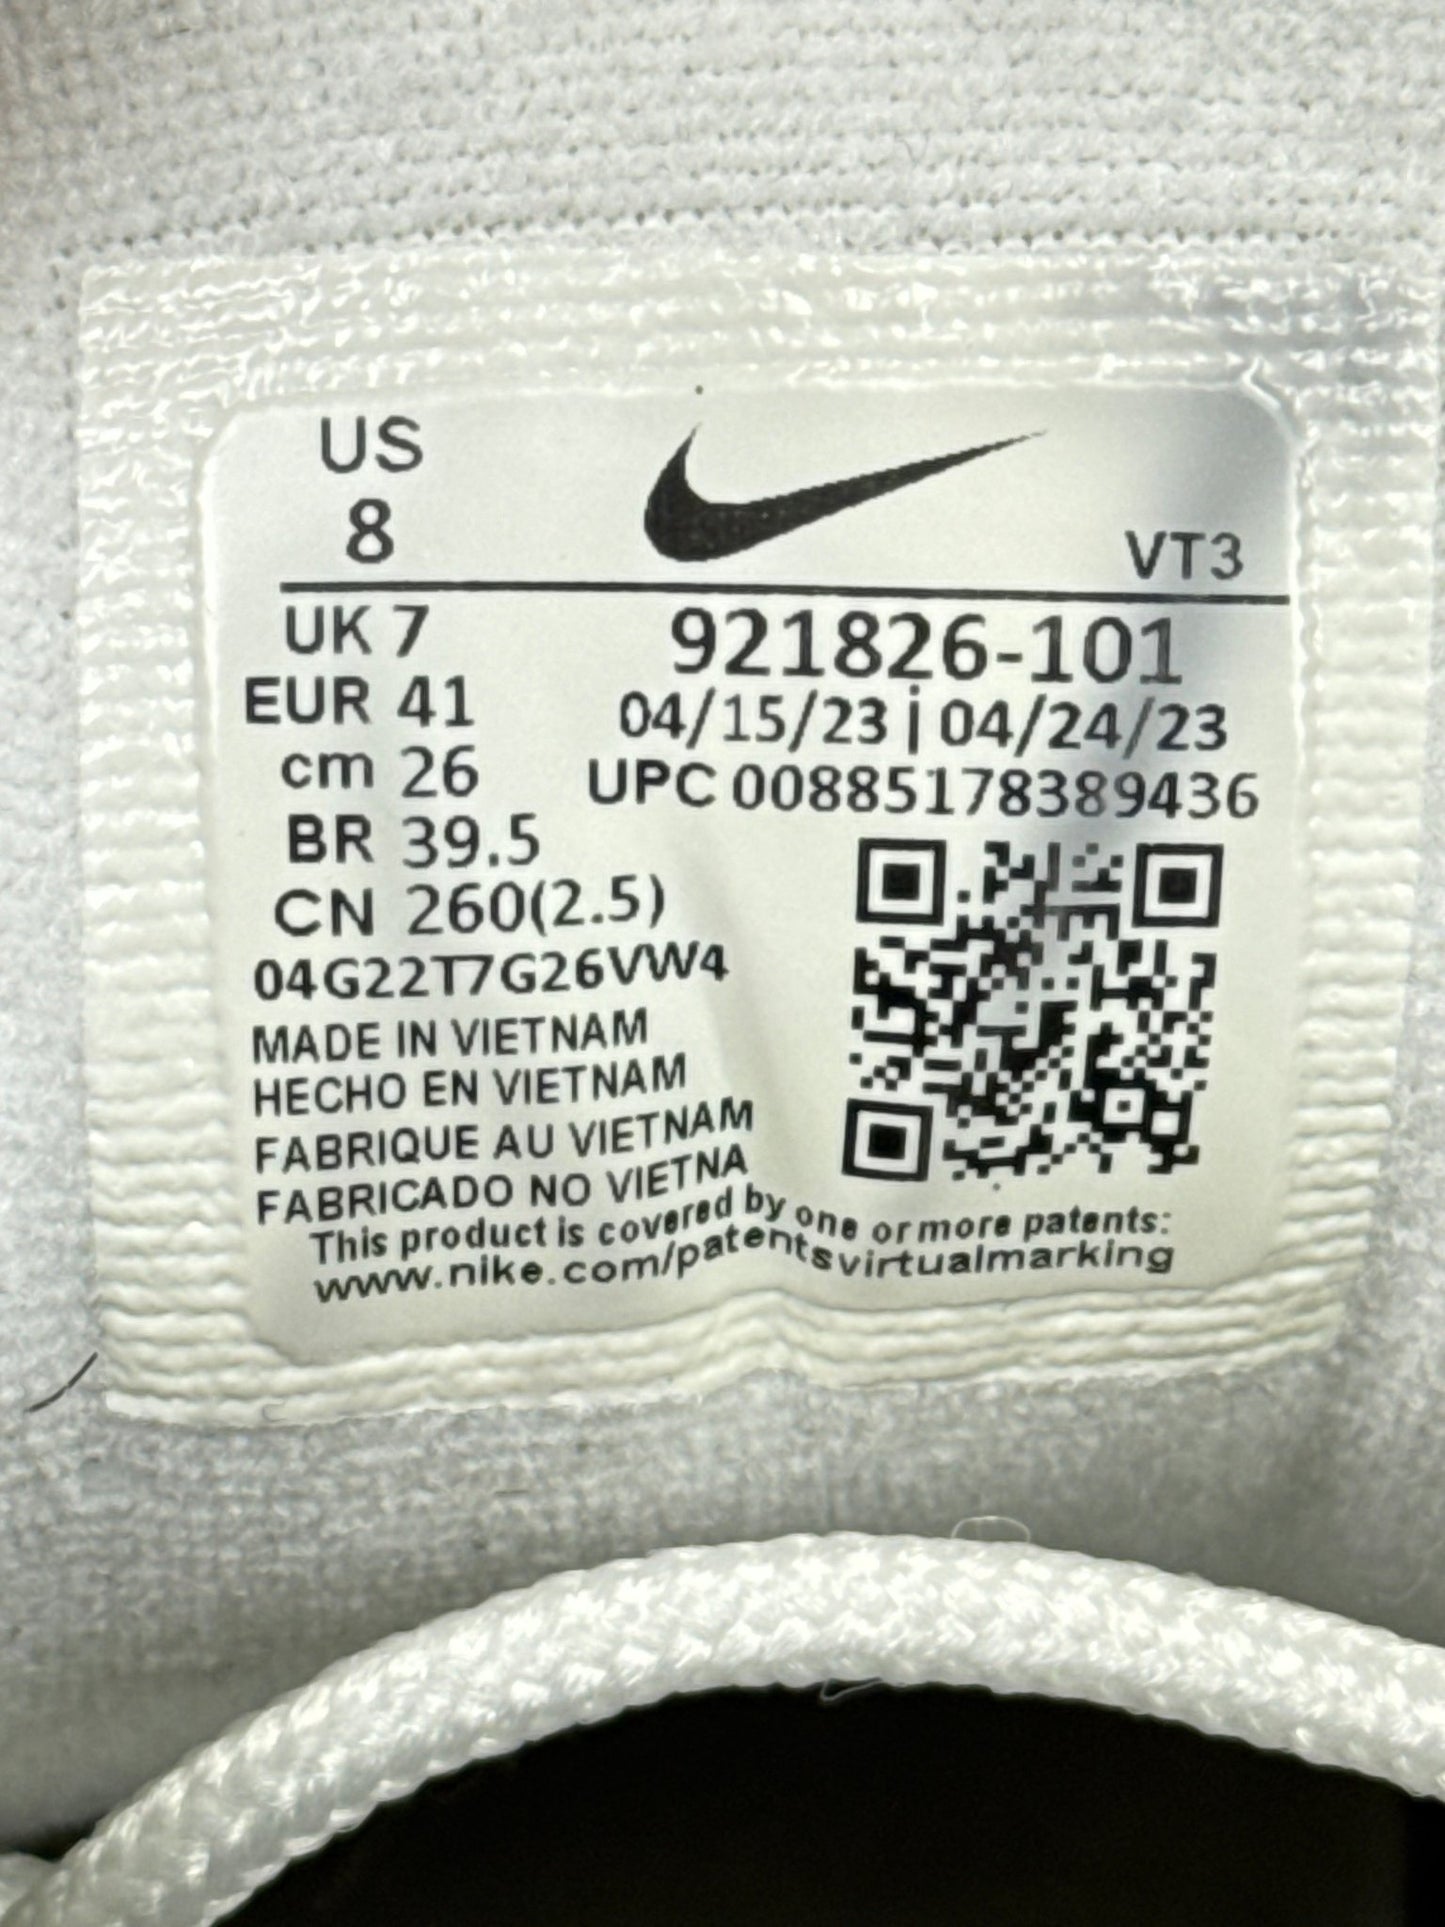 US
8
VT3
UK 7
921826-101
EUR 41
04/15/23 | 04/24/23
cm 26
UPC 00885178389436
BR 39.5
CN 260(2.5)
04G22T7G26VW4
MADE IN VIETNAM
HECHO EN VIETNAM
FABRIQUE AU VIETNAM
FABRICADO NO VIETNA
This product is covered by one or more patents:
www.nike.com/patentsvirtualmarking